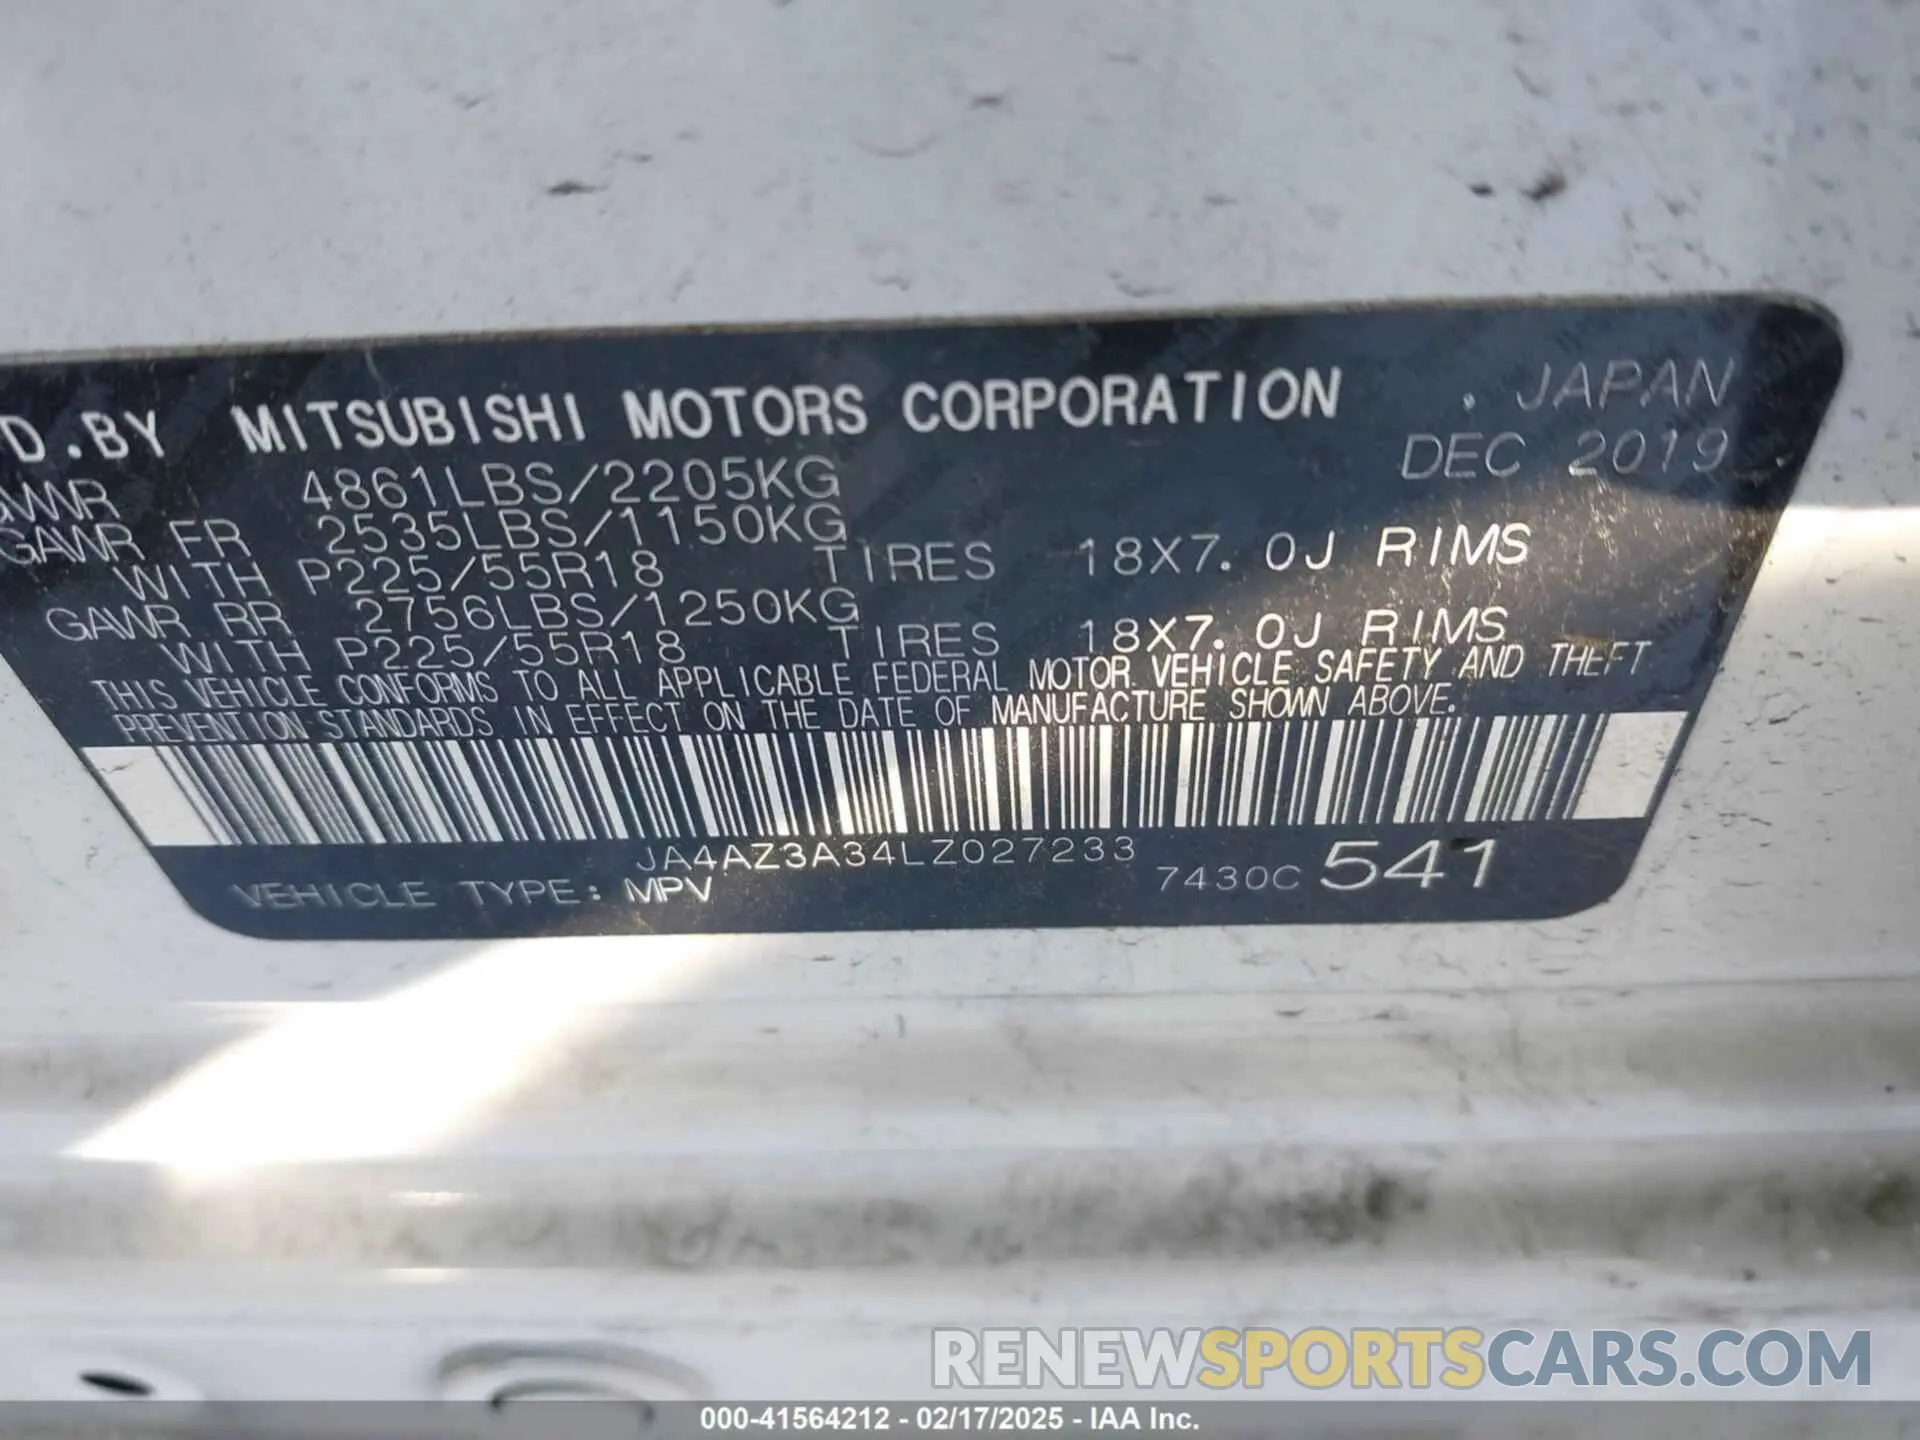 D.BY MITSUBISHI MOTORS CORPORATION . JAPAN
GVWR 4861LBS/2205KG DEC 2019
GAWR FR 2535LBS/1150KG
WITH P225/55R18 TIRES 18X7.0J RIMS
GAWR RR 2756LBS/1250KG
WITH P225/55R18 TIRES 18X7.0J RIMS
THIS VEHICLE CONFORMS TO ALL APPLICABLE FEDERAL MOTOR VEHICLE SAFETY AND THEFT
PREVENTION STANDARDS IN EFFECT ON THE DATE OF MANUFACTURE SHOWN ABOVE.
JA4AZ3A34LZ027233
VEHICLE TYPE: MPV 7430C 541
RENEWSPORTSCARS.COM
000-41564212 - 02/17/2025 - IAA Inc.